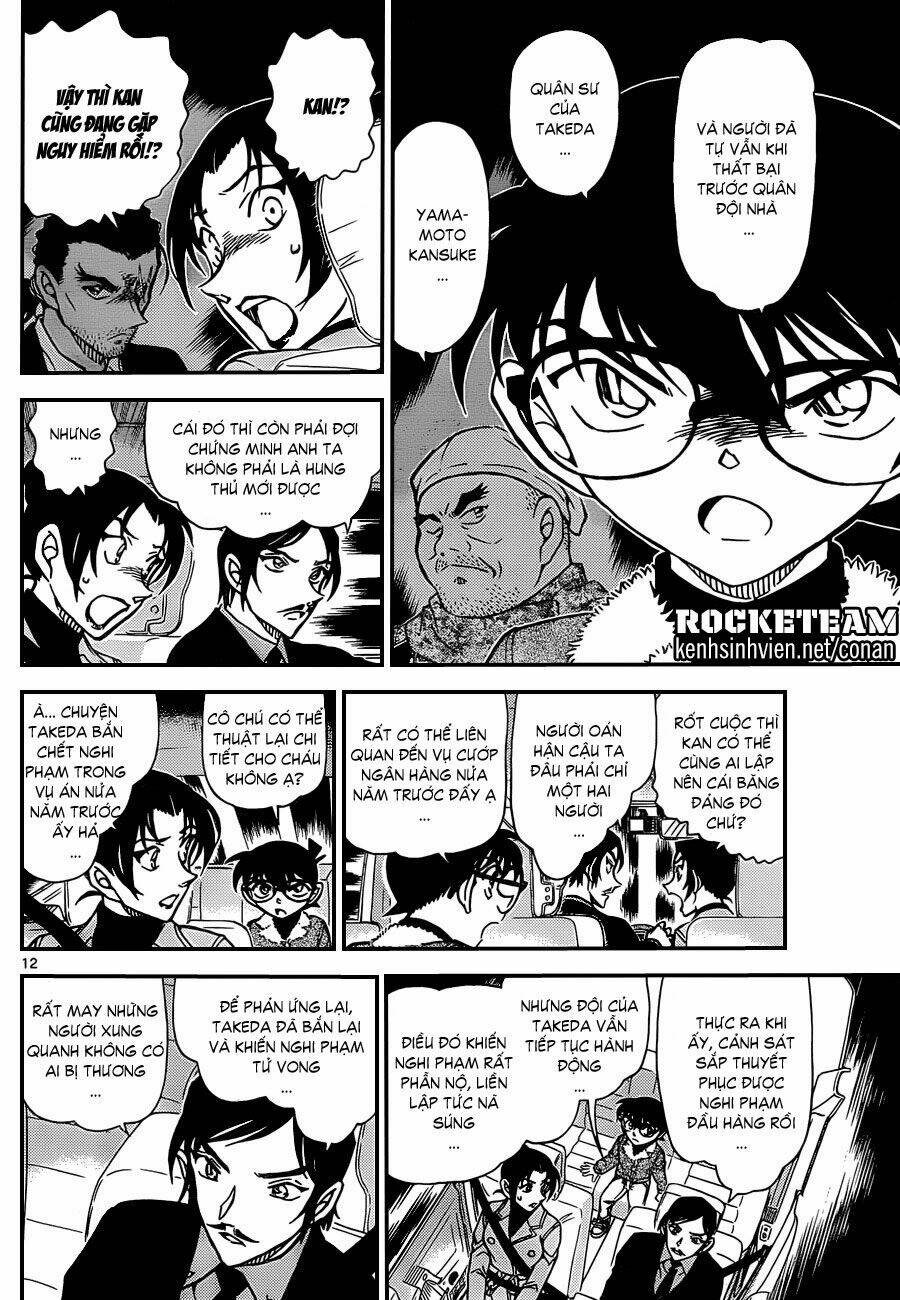 VÀ NGƯỜI ĐÃ
TỰ VẪN KHI
THẤT BẠI
TRƯỚC QUÂN
ĐỘI NHÀ
...
QUÂN SƯ
CỦA
TAKEDA
...
YAMA-
MOTO
KANSUKE
...
KAN!?
VẬY THÌ KAN
CŨNG ĐANG GẶP
NGUY HIỂM RỒI!?
ROCKETEAM
kenhsinhvien.net/conan
CÁI ĐÓ THÌ CÒN PHẢI ĐỢI
CHỨNG MINH ANH TA
KHÔNG PHẢI LÀ HUNG
THỦ MỚI ĐƯỢC
...
NHƯNG
...
RỐT CUỘC THÌ
KAN CÓ THỂ
CÙNG AI LẬP
NÊN CÁI BĂNG
ĐẢNG ĐÓ
CHỨ?
NGƯỜI OÁN
HẬN CẬU TA
ĐÂU PHẢI CHỈ
MỘT HAI
NGƯỜI
...
RẤT CÓ THỂ LIÊN
QUAN ĐẾN VỤ CƯỚP
NGÂN HÀNG NỬA
NĂM TRƯỚC ĐẤY Ạ
...
CÔ CHÚ CÓ THỂ
THUẬT LẠI CHI
TIẾT CHO CHÁU
KHÔNG Ạ?
À... CHUYỆN
TAKEDA BẮN
CHẾT NGHI
PHẠM TRONG
VỤ ÁN NỬA
NĂM TRƯỚC
ẤY HẢ
...
12
THỰC RA KHI
ẤY, CẢNH SÁT
SẮP THUYẾT
PHỤC ĐƯỢC
NGHI PHẠM
ĐẦU HÀNG RỒI
...
NHƯNG ĐỘI CỦA
TAKEDA VẪN
TIẾP TỤC HÀNH
ĐỘNG
...
ĐIỀU ĐÓ KHIẾN
NGHI PHẠM RẤT
PHẪN NỘ, LIỀN
LẬP TỨC NÃ
SÚNG
...
ĐỂ PHẢN ỨNG LẠI,
TAKEDA ĐÃ BẮN LẠI
VÀ KHIẾN NGHI PHẠM
TỬ VONG
...
RẤT MAY NHỮNG
NGƯỜI XUNG
QUANH KHÔNG CÓ
AI BỊ THƯƠNG
...